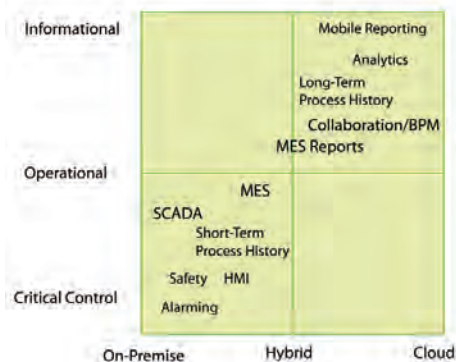 Informational
Mobile Reporting
Analytics
Long-Term
Process History
Collaboration/BPM
MES Reports
Operational
MES
SCADA
Short-Term
Process History
Safety HMI
Critical Control
Alarming
On-Premise Hybrid Cloud